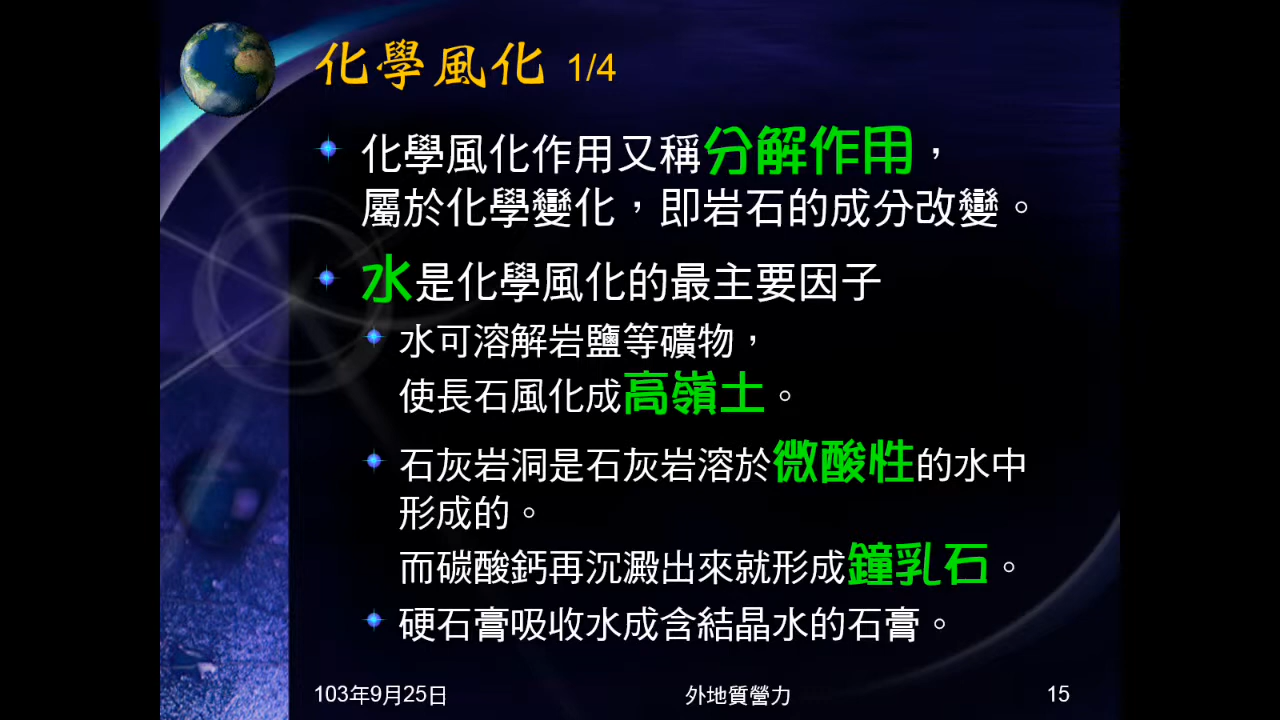 化學風化 1/4
化學風化作用又稱分解作用，
屬於化學變化，即岩石的成分改變。
水是化學風化的最主要因子
水可溶解岩鹽等礦物，
使長石風化成高嶺土。
石灰岩洞是石灰岩溶於微酸性的水中
形成的。
而碳酸鈣再沉澱出來就形成鐘乳石。
硬石膏吸收水成含結晶水的石膏。
103年9月25日 外地質營力 15